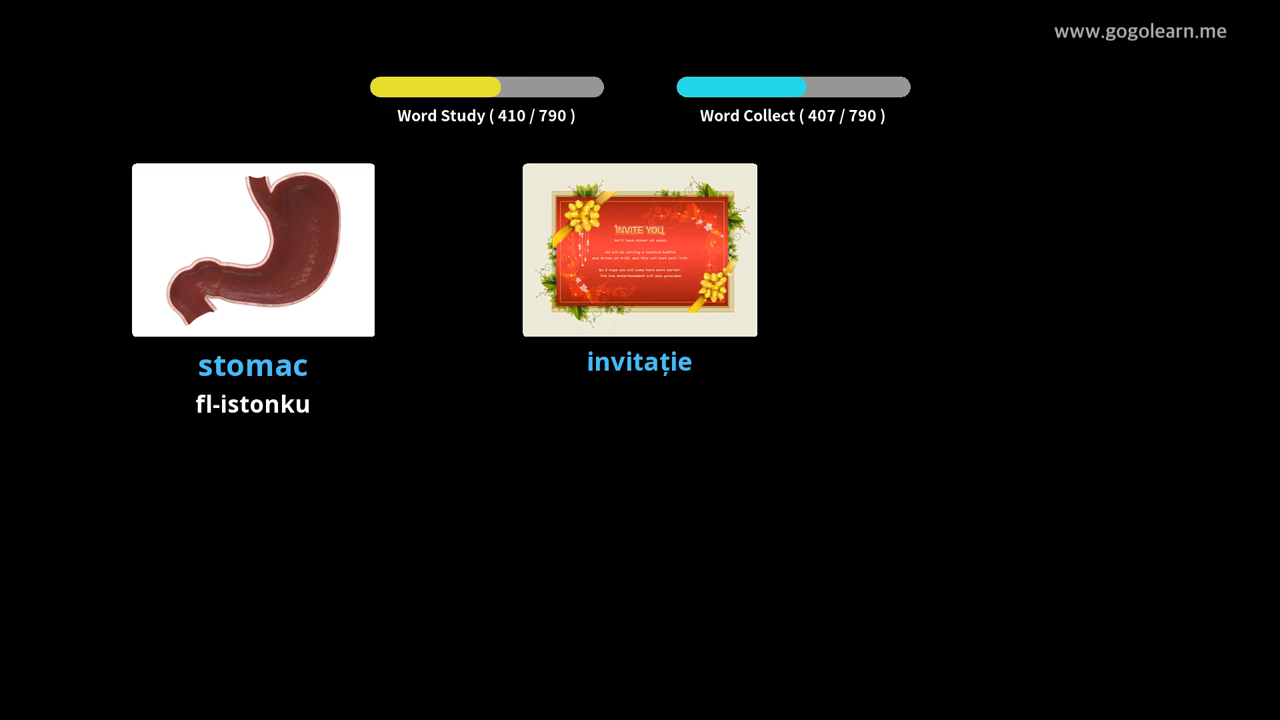 www.gogolearn.me
Word Study ( 410 / 790 )
Word Collect ( 407 / 790 )
INVITE YOU
stomac
invitație
fl-istonku